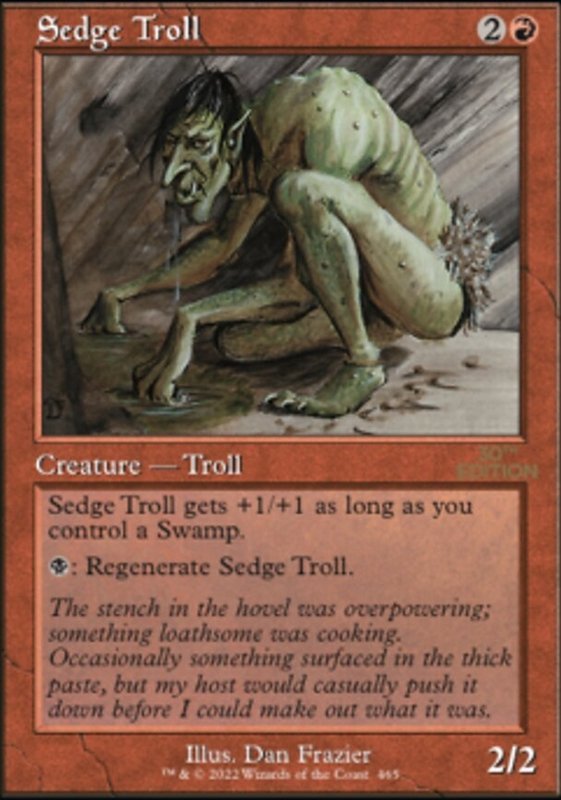 Sedge Troll 2
30TH
EDITION
Creature — Troll
Sedge Troll gets +1/+1 as long as you
control a Swamp.
: Regenerate Sedge Troll.
The stench in the hovel was overpowering;
something loathsome was cooking.
Occasionally something surfaced in the thick
paste, but my host would casually push it
down before I could make out what it was.
Illus. Dan Frazier
™ & © 2022 Wizards of the Coast 465
2/2